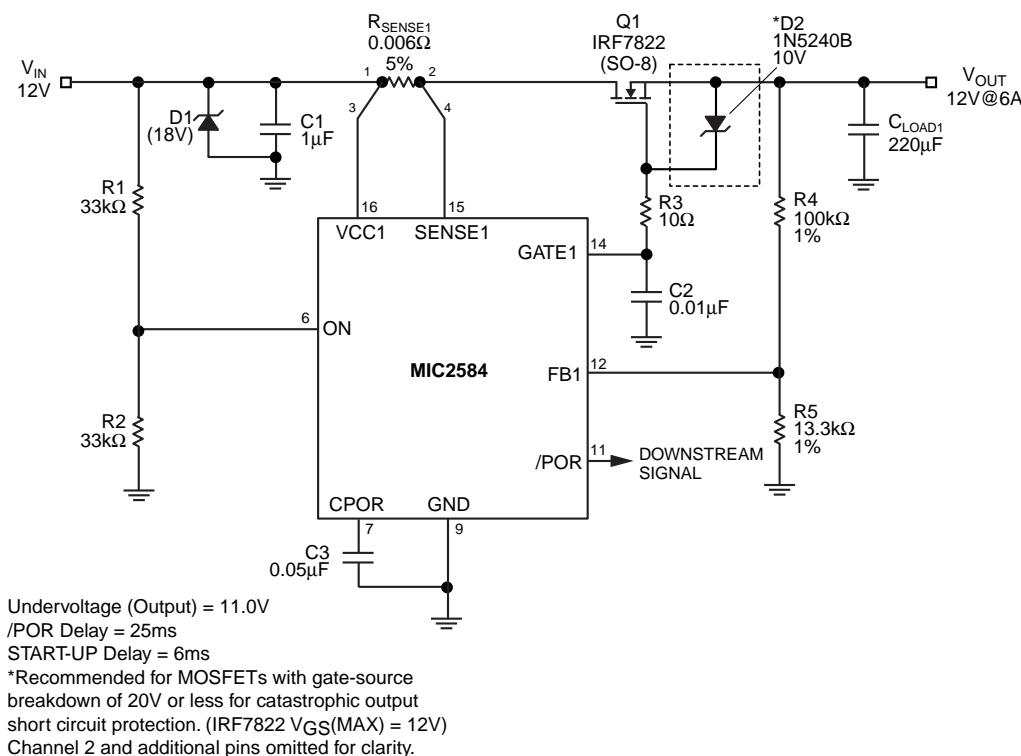 RSENSE1
0.006Ω
5%
Q1
IRF7822
(SO-8)
*D2
1N5240B
10V
VIN
12V
1
2
VOUT
12V@6A
3
4
D1
(18V)
C1
1µF
CLOAD1
220µF
R1
33kΩ
16
15
VCC1
SENSE1
R3
10Ω
R4
100kΩ
1%
GATE1
14
C2
0.01µF
6
ON
MIC2584
FB1
12
R2
33kΩ
R5
13.3kΩ
1%
/POR
11
DOWNSTREAM
SIGNAL
CPOR
GND
7
9
C3
0.05µF
Undervoltage (Output) = 11.0V
/POR Delay = 25ms
START-UP Delay = 6ms
*Recommended for MOSFETs with gate-source
breakdown of 20V or less for catastrophic output
short circuit protection. (IRF7822 VGS(MAX) = 12V)
Channel 2 and additional pins omitted for clarity.